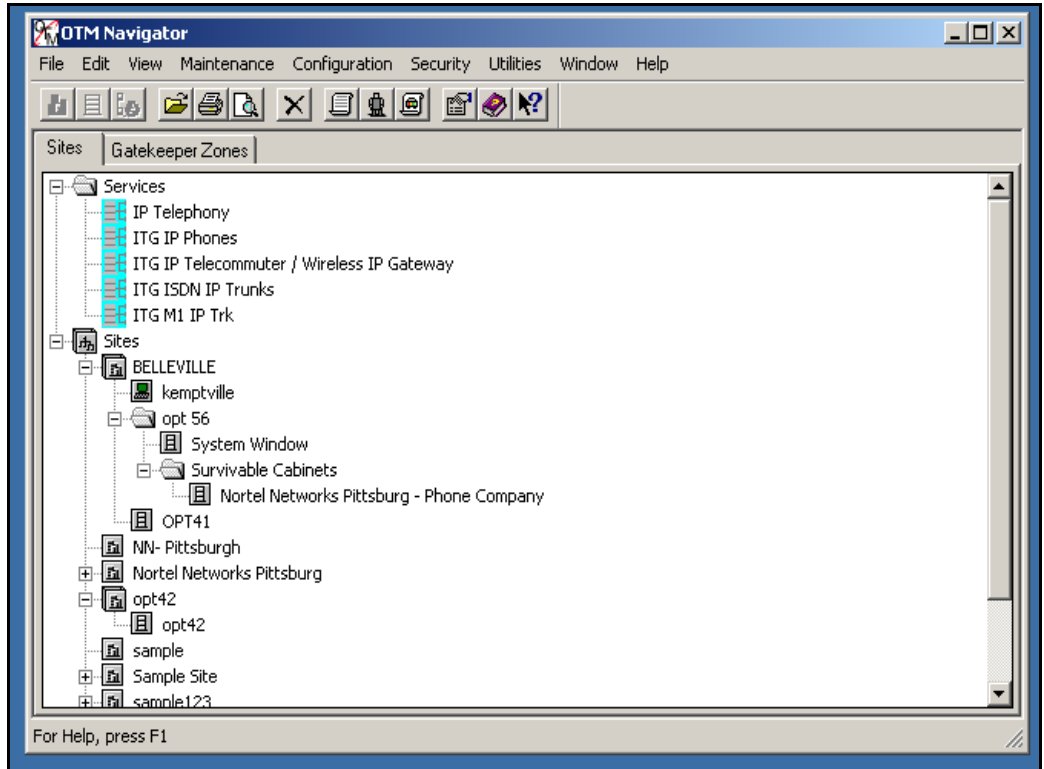 OTM Navigator
File Edit View Maintenance Configuration Security Utilities Window Help
Sites Gatekeeper Zones
Services
IP Telephony
ITG IP Phones
ITG IP Telecommuter / Wireless IP Gateway
ITG ISDN IP Trunks
ITG M1 IP Trk
Sites
BELLEVILLE
kemptville
opt 56
System Window
Survivable Cabinets
Nortel Networks Pittsburg - Phone Company
OPT41
NN- Pittsburgh
Nortel Networks Pittsburg
opt42
opt42
sample
Sample Site
sample123
For Help, press F1